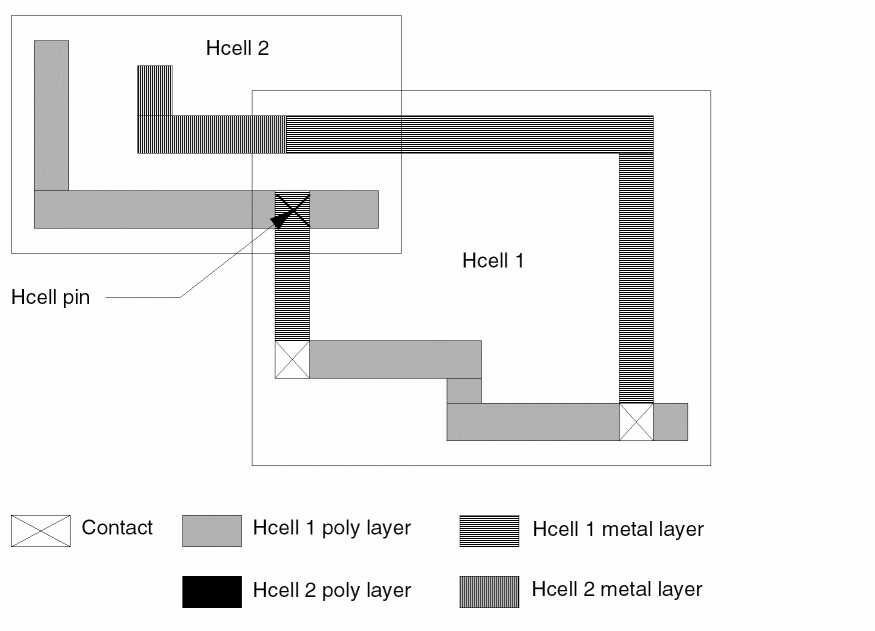 Hcell 2
Hcell 1
Hcell pin
Contact
Hcell 1 poly layer
Hcell 1 metal layer
Hcell 2 poly layer
Hcell 2 metal layer